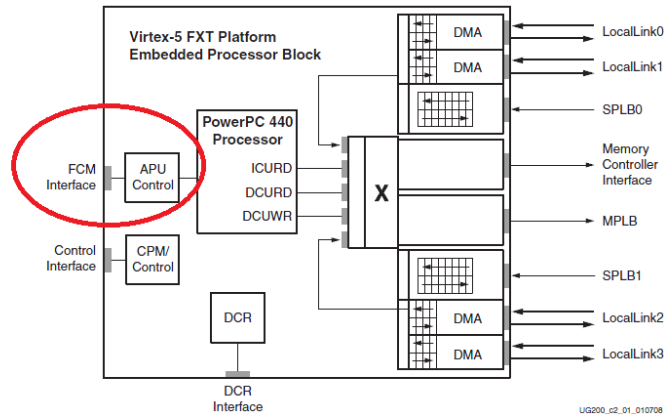 Virtex-5 FXT Platform
Embedded Processor Block
PowerPC 440
Processor
ICURD
DCURD
DCUWR
FCM
Interface
APU
Control
Control
Interface
CPM/
Control
DCR
DCR
Interface
X
DMA
DMA
DMA
DMA
LocalLink0
LocalLink1
SPLB0
Memory
Controller
Interface
MPLB
SPLB1
LocalLink2
LocalLink3
UG200_c2_01_010708